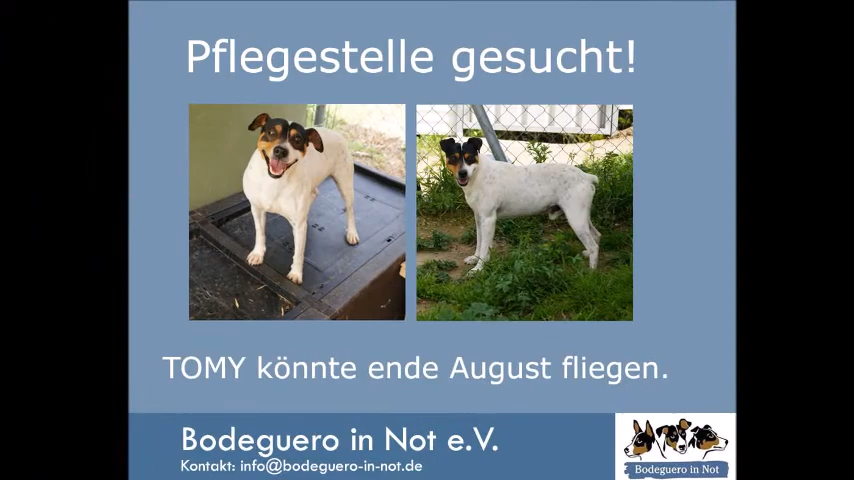 Pflegestelle gesucht!
TOMY könnte ende August fliegen.
Bodeguero in Not e.V.
Kontakt: info@bodeguero-in-not.de
Bodeguero in Not